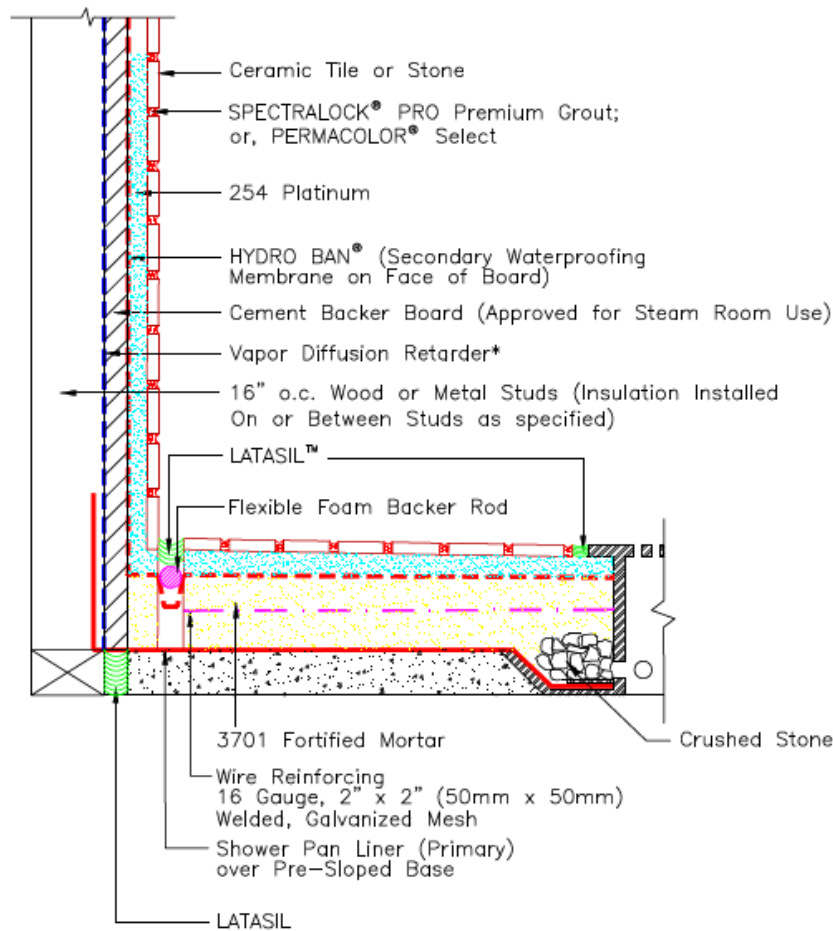 Ceramic Tile or Stone
SPECTRALOCK® PRO Premium Grout;
or, PERMACOLOR® Select
254 Platinum
HYDRO BAN® (Secondary Waterproofing
Membrane on Face of Board)
Cement Backer Board (Approved for Steam Room Use)
Vapor Diffusion Retarder*
16" o.c. Wood or Metal Studs (Insulation Installed
On or Between Studs as specified)
LATASIL™
Flexible Foam Backer Rod
3701 Fortified Mortar
Crushed Stone
Wire Reinforcing
16 Gauge, 2" x 2" (50mm x 50mm)
Welded, Galvanized Mesh
Shower Pan Liner (Primary)
over Pre-Sloped Base
LATASIL